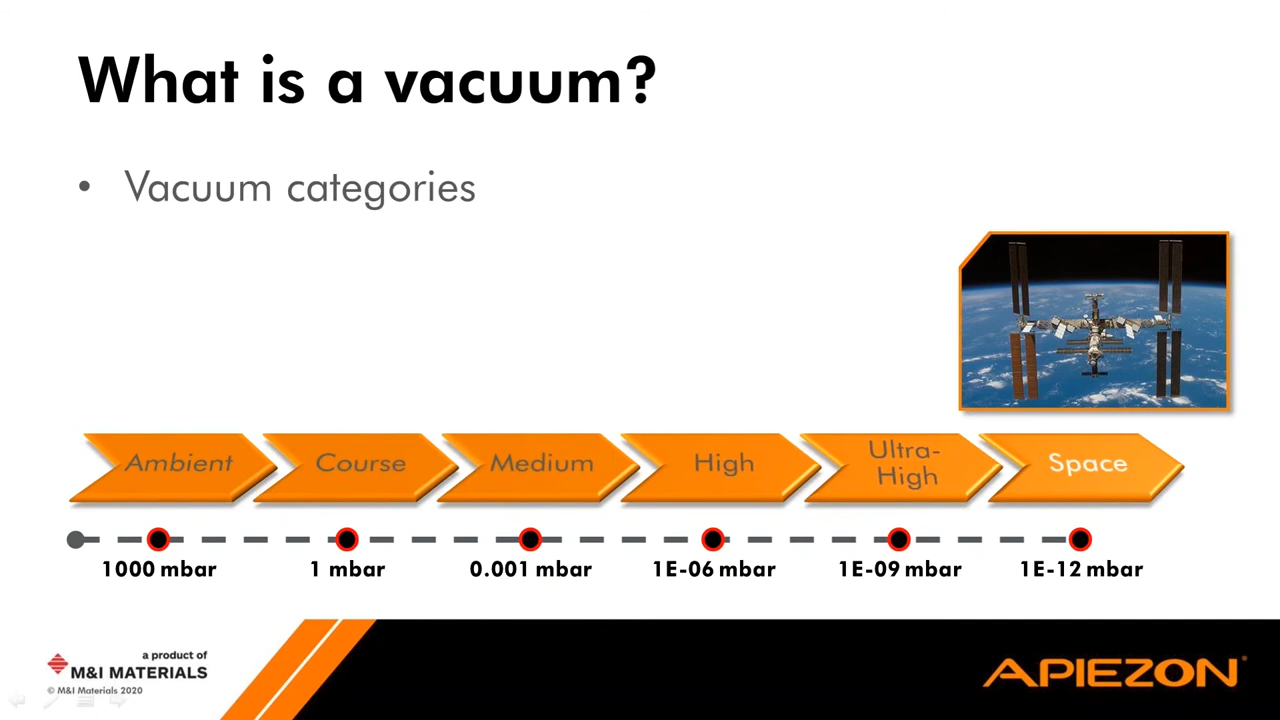 What is a vacuum?
• Vacuum categories
Ambient
Course
Medium
High
Ultra-
High
Space
1000 mbar
1 mbar
0.001 mbar
1E-06 mbar
1E-09 mbar
1E-12 mbar
a product of
M&I MATERIALS
© M&I Materials 2020
APIEZON®